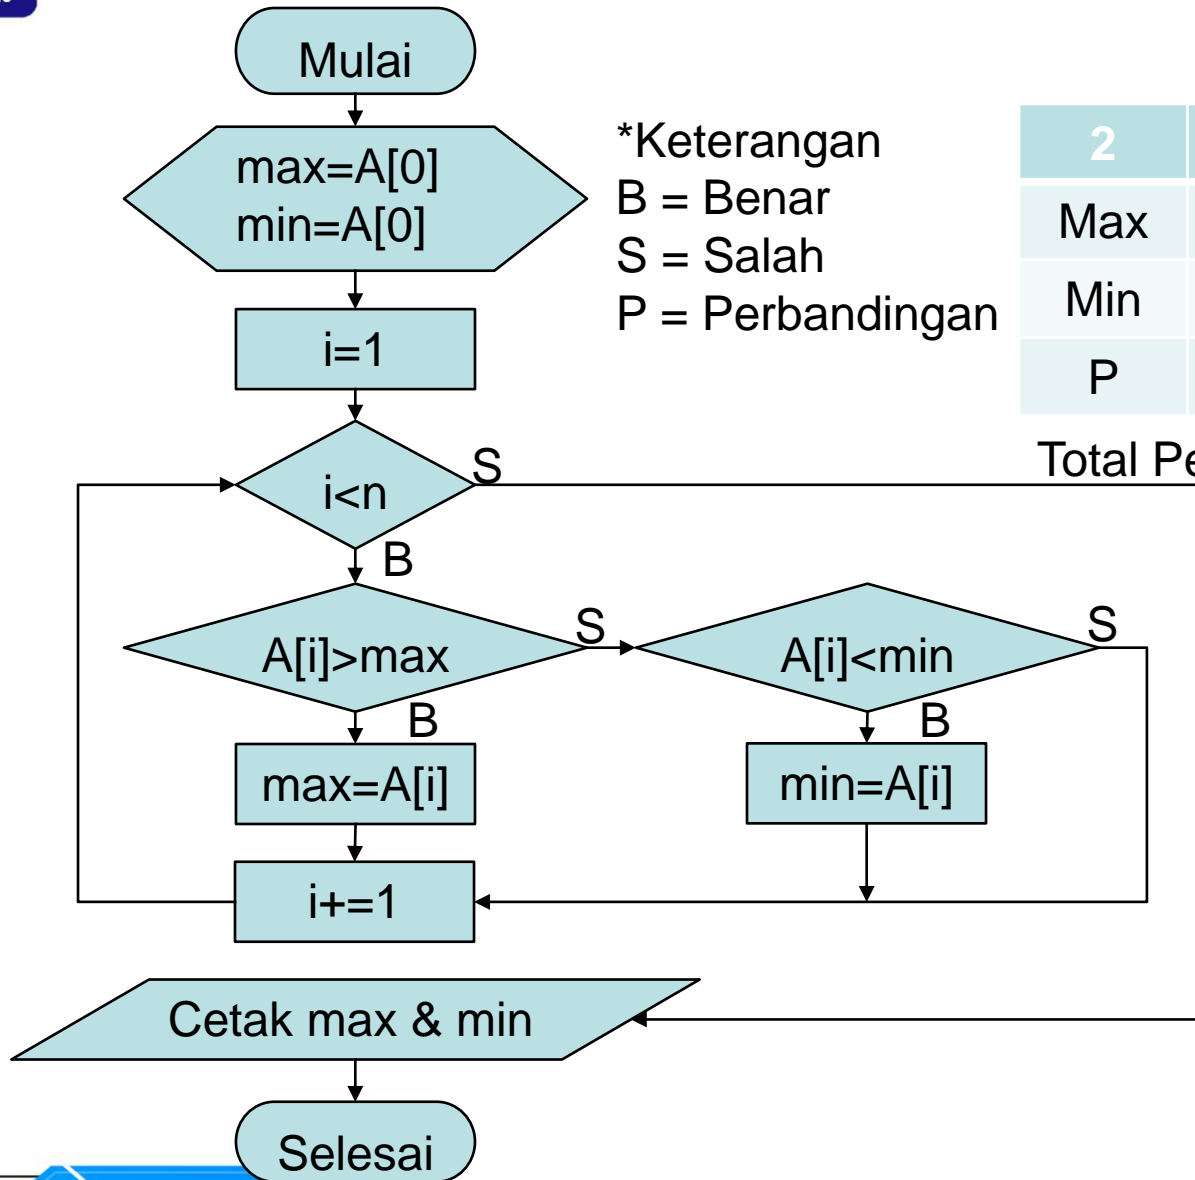 Mulai
max=A[0]
min=A[0]
*Keterangan
B = Benar
S = Salah
P = Perbandingan
2
Max
Min
P
Total
i=1
i<n
S
B
A[i]>max
S
A[i]<min
S
B
B
max=A[i]
min=A[i]
i+=1
Cetak max & min
Selesai